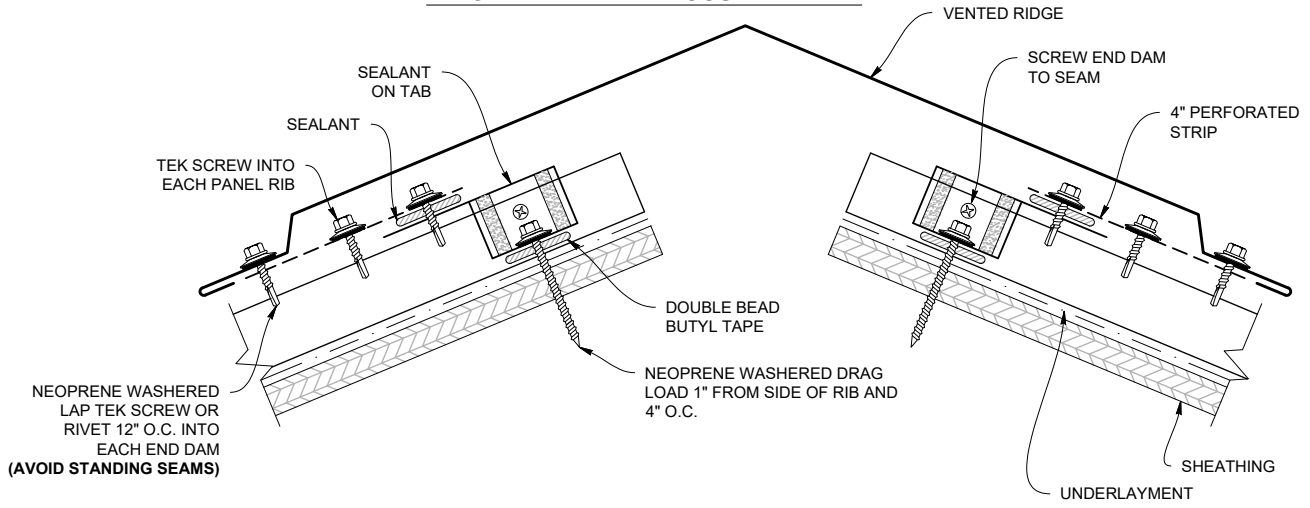 VENTED RIDGE
SCREW END DAM
TO SEAM
SEALANT
ON TAB
4" PERFORATED
STRIP
SEALANT
TEK SCREW INTO
EACH PANEL RIB
DOUBLE BEAD
BUTYL TAPE
NEOPRENE WASHERED DRAG
LOAD 1" FROM SIDE OF RIB AND
4" O.C.
NEOPRENE WASHERED
LAP TEK SCREW OR
RIVET 12" O.C. INTO
EACH END DAM
(AVOID STANDING SEAMS)
SHEATHING
UNDERLAYMENT